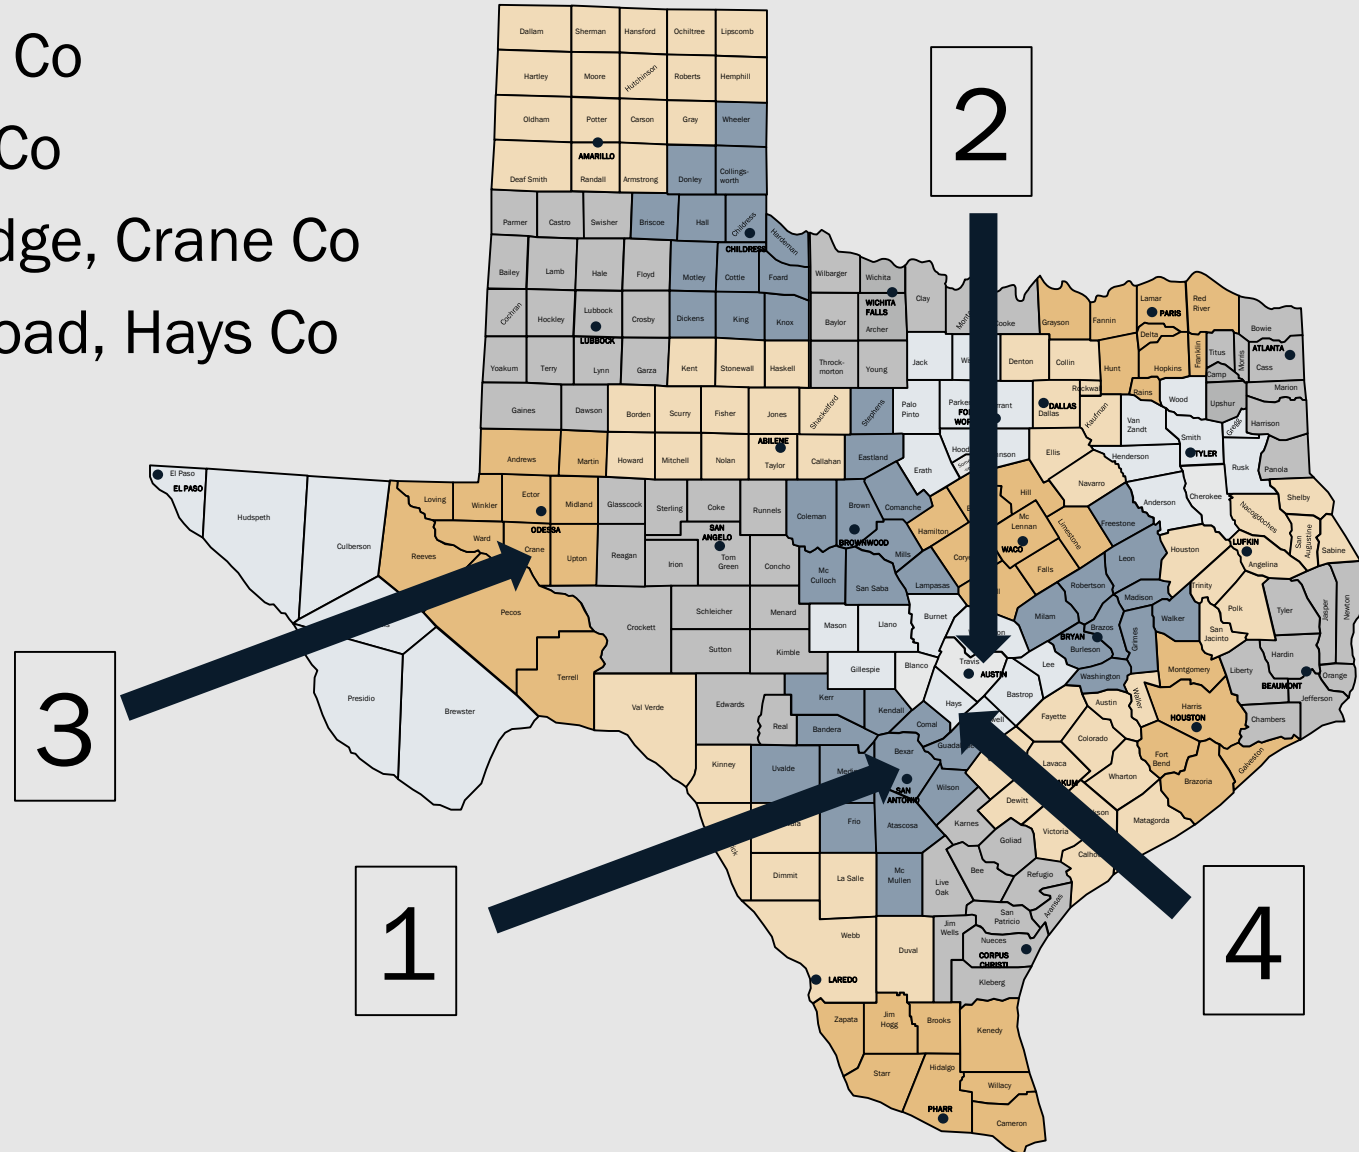 Co
Co
dge, Crane Co
oad, Hays Co
2
3
1
4
Dallam Sherman Hansford Ochiltree Lipscomb
Hartley Moore Hutchinson Roberts Hemphill
Oldham Potter Carson Gray Wheeler
AMARILLO
Deaf Smith Randall Armstrong Donley Collings-
worth
Parmer Castro Swisher Briscoe Hall Childress Hardeman
CHILDRESS
Bailey Lamb Hale Floyd Motley Cottle Foard Wilbarger Wichita Clay Cooke Grayson Fannin Lamar Red
River
WICHITA
FALLS
PARIS
Cochran Hockley Lubbock Crosby Dickens King Knox Baylor Archer Delta Bowie
LUBBOCK
ATLANTA
Yoakum Terry Lynn Garza Kent Stonewall Haskell Throck-
morton Young Jack Denton Collin Hunt Hopkins Franklin Titus Morris Cass
Camp Marion
Gaines Dawson Borden Scurry Fisher Jones Shackelford Stephens Palo
Pinto Dallas Rockwall Kaufman Rains Wood Upshur Gregg Harrison
DALLAS
Van
Zandt Smith
ABILENE
TYLER
Andrews Martin Howard Mitchell Nolan Taylor Callahan Eastland Erath Ellis Henderson Rusk Panola
El Paso
EL PASO
Hudspeth Culberson Loving Winkler Ector Midland Glasscock Sterling Coke Runnels Coleman Brown Comanche Hamilton Hill Navarro Anderson Cherokee Shelby
ODESSA
SAN
ANGELO
BROWNWOOD
Reeves Ward Crane Upton Reagan Irion Tom
Green Concho Mc
Culloch Mills San Saba Lampasas Mc
Lennan Limestone Freestone Nacogdoches San
Augustine Sabine
WACO
LUFKIN
Falls Leon Houston Angelina
Pecos Crockett Schleicher Menard Mason Llano Burnet Milam Robertson Madison Trinity Polk Tyler Jasper Newton
Walker San
Jacinto Hardin
BRYAN
Brazos Burleson Grimes
Terrell Sutton Kimble Gillespie Blanco Travis Lee Washington Montgomery Liberty Orange
AUSTIN
BEAUMONT
Jefferson
Presidio Brewster Val Verde Edwards Real Kerr Kendall Hays Bastrop Fayette Austin Waller Harris Chambers
HOUSTON
Bandera Comal Colorado Fort
Bend Galveston
Kinney Uvalde Bexar Wilson Lavaca Wharton Brazoria
SAN
ANTONIO
Dewitt Matagorda
Frio Atascosa Karnes Goliad Victoria
Dimmit La Salle Mc
Mullen Live
Oak Bee Refugio
Aransas
Webb Duval Jim
Wells San
Patricio Nueces
CORPUS
CHRISTI
LAREDO
Kleberg
Zapata Jim
Hogg Brooks Kenedy
Starr Hidalgo Willacy
PHARR
Cameron